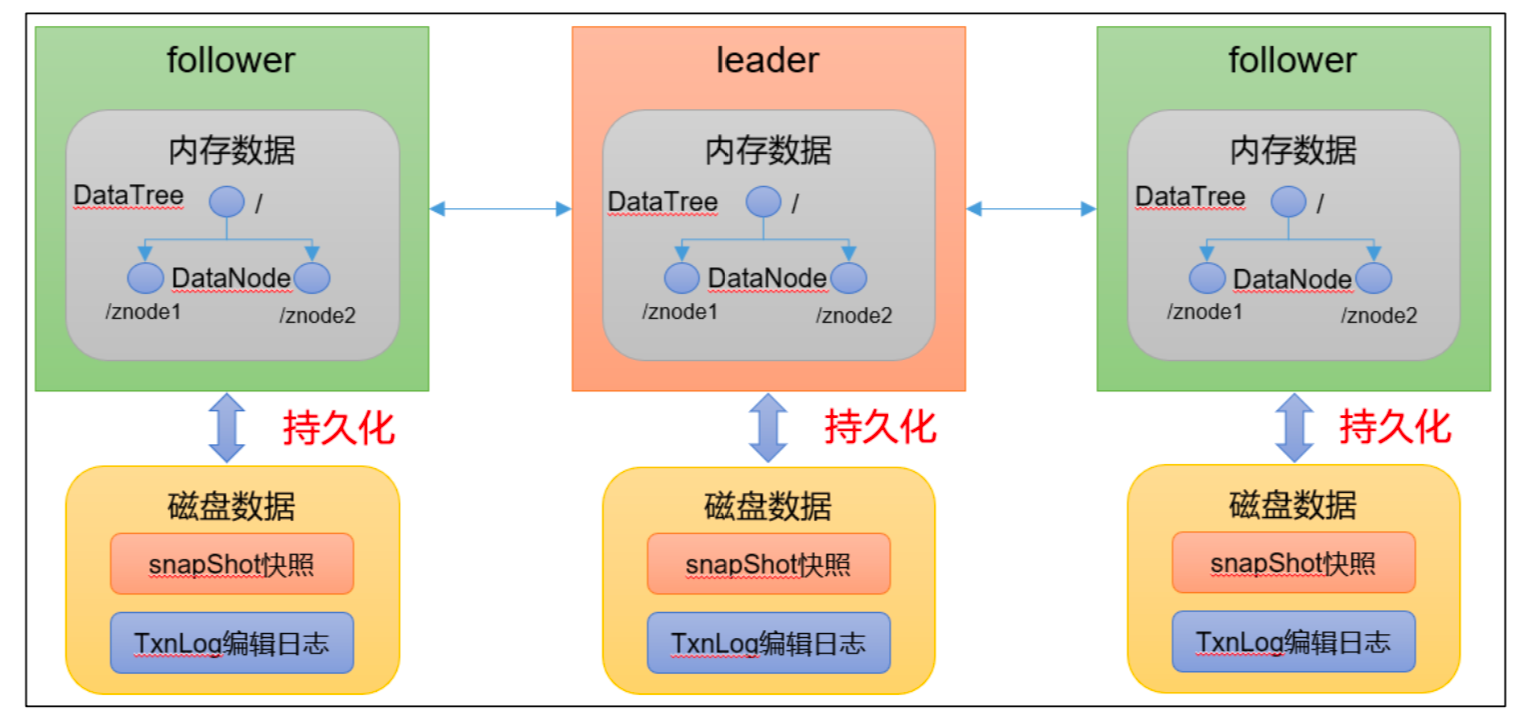 follower
内存数据
DataTree
/
DataNode
/znode1
/znode2
持久化
磁盘数据
snapShot快照
TxnLog编辑日志
leader
内存数据
DataTree
/
DataNode
/znode1
/znode2
持久化
磁盘数据
snapShot快照
TxnLog编辑日志
follower
内存数据
DataTree
/
DataNode
/znode1
/znode2
持久化
磁盘数据
snapShot快照
TxnLog编辑日志